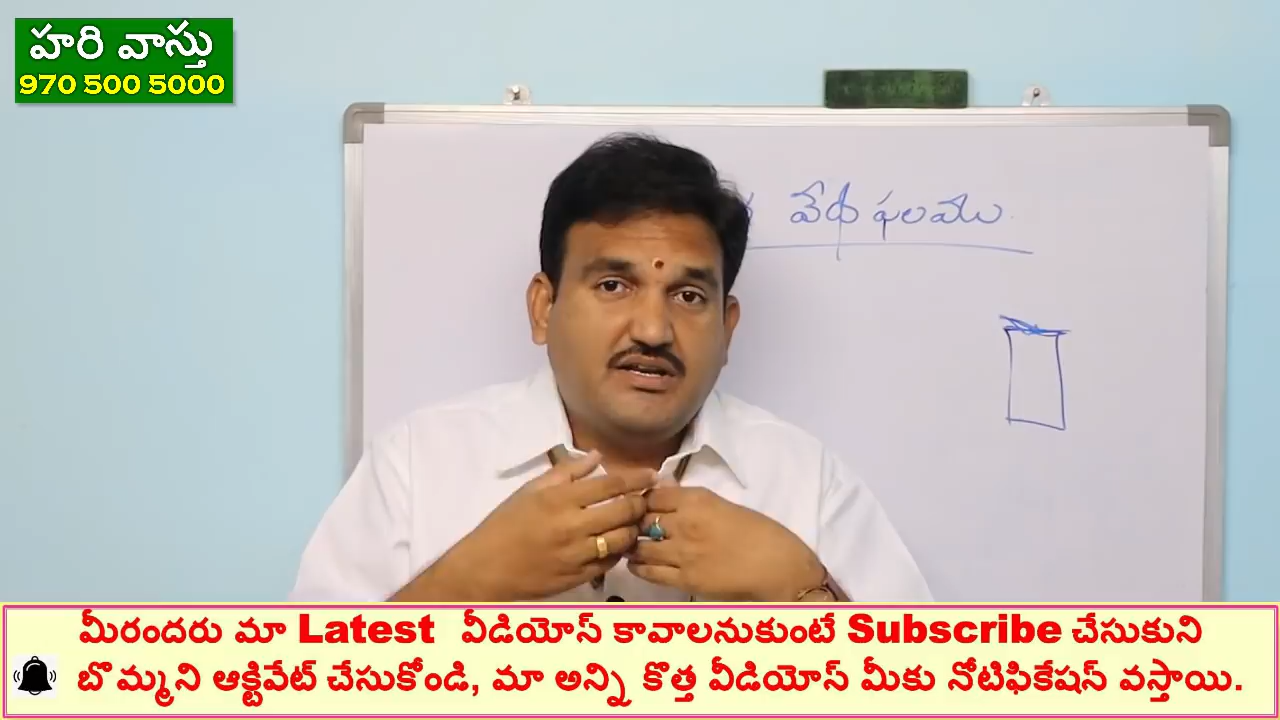 హరి వాస్తు
970 500 5000
వేధ ఫలము
మీరందరు మా Latest వీడియోస్ కావాలనుకుంటే Subscribe చేసుకుని
బొమ్మని ఆక్టివేట్ చేసుకోండి, మా అన్ని కొత్త వీడియోస్ మీకు నోటిఫికేషన్ వస్తాయి.